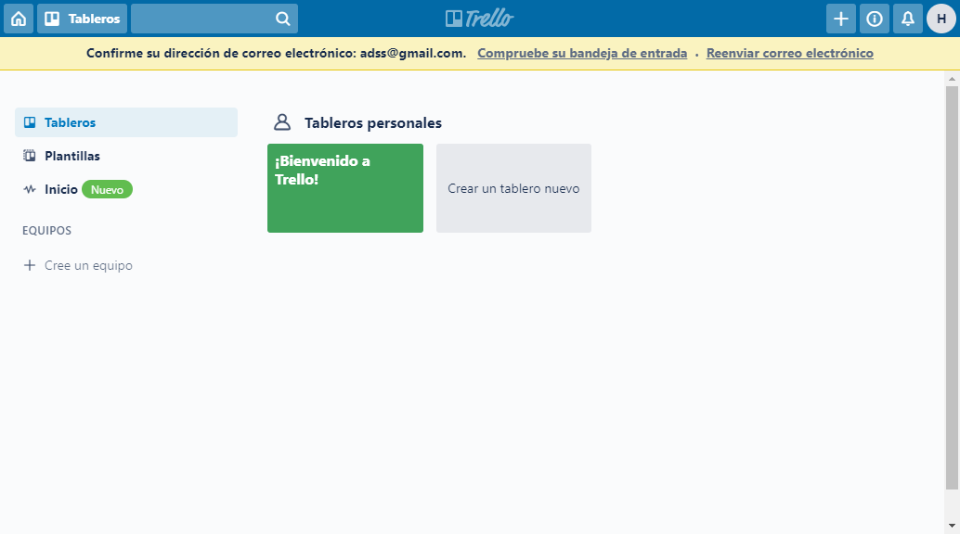 Tableros
Trello
H
Confirme su dirección de correo electrónico: adss@gmail.com. Compruebe su bandeja de entrada · Reenviar correo electrónico
Tableros
Plantillas
Inicio Nuevo
EQUIPOS
Cree un equipo
Tableros personales
¡Bienvenido a
Trello!
Crear un tablero nuevo